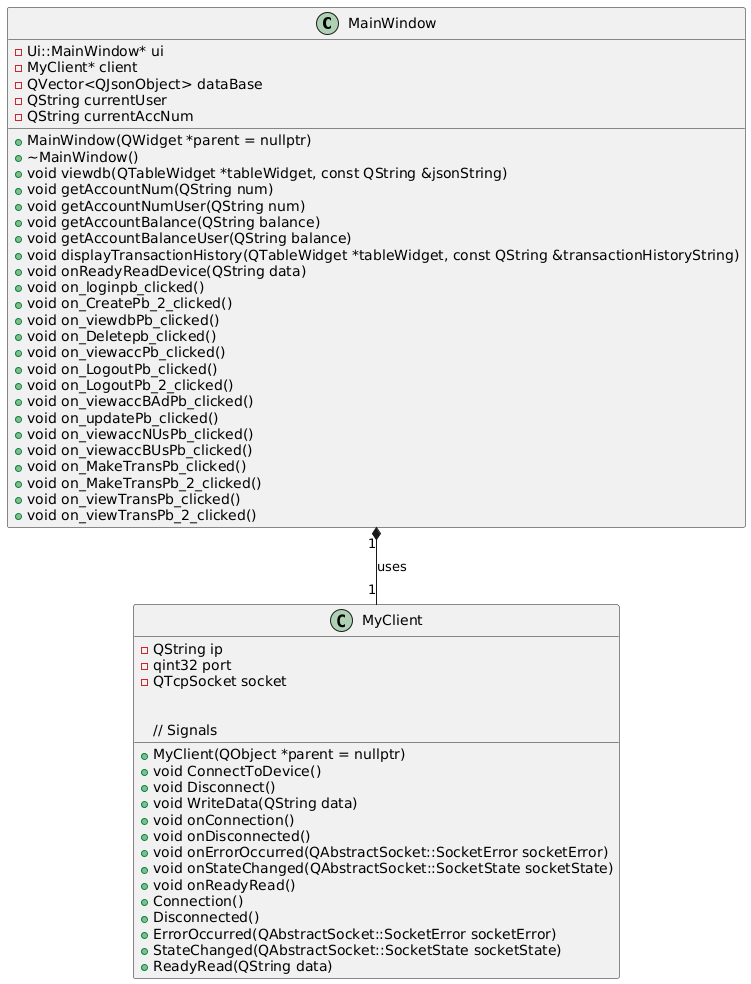 C MainWindow
Ui::MainWindow* ui
MyClient* client
QVector<QJsonObject> dataBase
QString currentUser
QString currentAccNum
MainWindow(QWidget *parent = nullptr)
~MainWindow()
void viewdb(QTableWidget *tableWidget, const QString &jsonString)
void getAccountNum(QString num)
void getAccountNumUser(QString num)
void getAccountBalance(QString balance)
void getAccountBalanceUser(QString balance)
void displayTransactionHistory(QTableWidget *tableWidget, const QString &transactionHistoryString)
void onReadyReadDevice(QString data)
void on_loginpb_clicked()
void on_CreatePb_2_clicked()
void on_viewdbPb_clicked()
void on_Deletepb_clicked()
void on_viewaccPb_clicked()
void on_LogoutPb_clicked()
void on_LogoutPb_2_clicked()
void on_viewaccBAdPb_clicked()
void on_updatePb_clicked()
void on_viewaccNUsPb_clicked()
void on_viewaccBUsPb_clicked()
void on_MakeTransPb_clicked()
void on_MakeTransPb_2_clicked()
void on_viewTransPb_clicked()
void on_viewTransPb_2_clicked()
1
uses
1
C MyClient
QString ip
qint32 port
QTcpSocket socket
// Signals
MyClient(QObject *parent = nullptr)
void ConnectToDevice()
void Disconnect()
void WriteData(QString data)
void onConnection()
void onDisconnected()
void onErrorOccurred(QAbstractSocket::SocketError socketError)
void onStateChanged(QAbstractSocket::SocketState socketState)
void onReadyRead()
Connection()
Disconnected()
ErrorOccurred(QAbstractSocket::SocketError socketError)
StateChanged(QAbstractSocket::SocketState socketState)
ReadyRead(QString data)